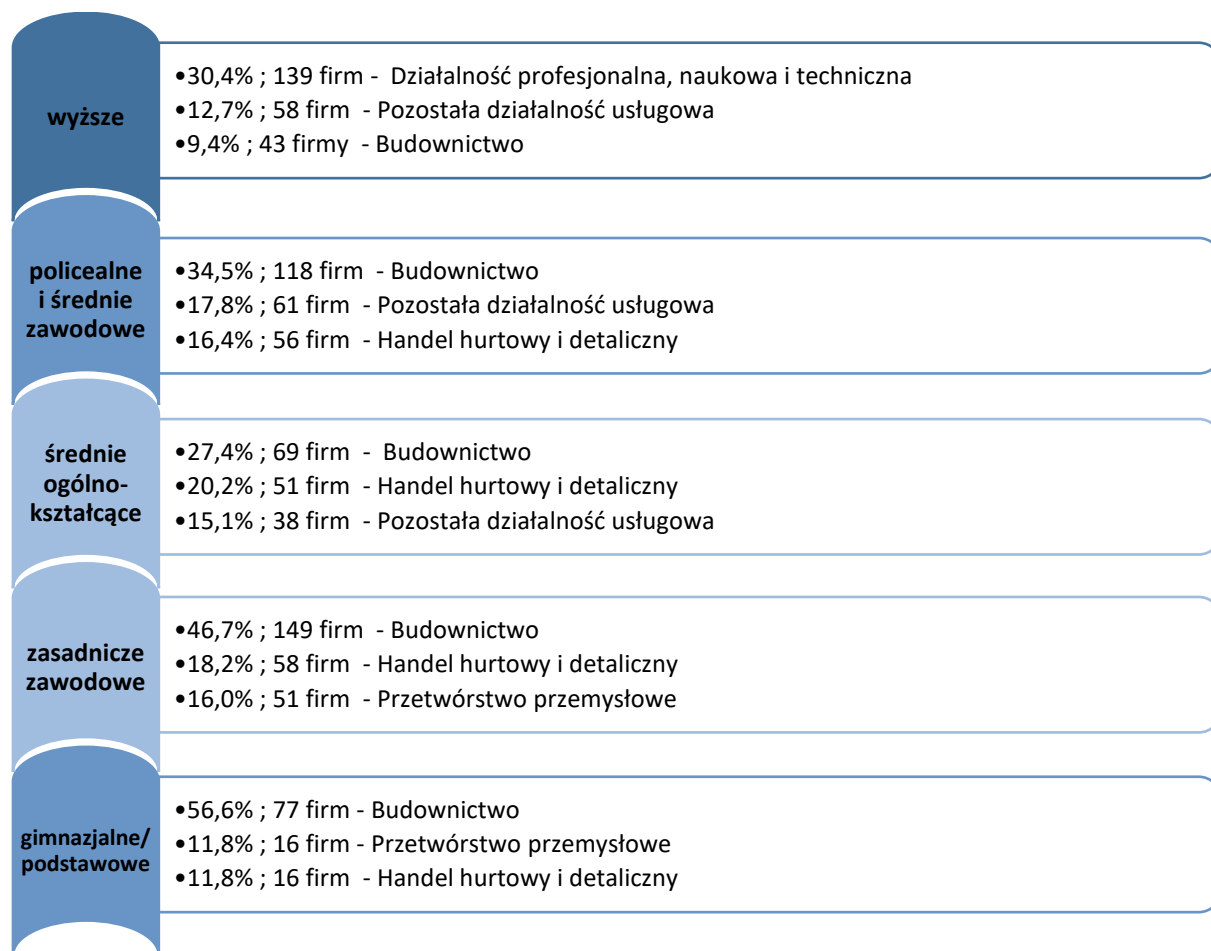 wyższe
•30,4% ; 139 firm - Działalność profesjonalna, naukowa i techniczna
•12,7% ; 58 firm - Pozostała działalność usługowa
•9,4% ; 43 firmy - Budownictwo
policealne
i średnie
zawodowe
•34,5% ; 118 firm - Budownictwo
•17,8% ; 61 firm - Pozostała działalność usługowa
•16,4% ; 56 firm - Handel hurtowy i detaliczny
średnie
ogólno-
kształcące
•27,4% ; 69 firm - Budownictwo
•20,2% ; 51 firm - Handel hurtowy i detaliczny
•15,1% ; 38 firm - Pozostała działalność usługowa
zasadnicze
zawodowe
•46,7% ; 149 firm - Budownictwo
•18,2% ; 58 firm - Handel hurtowy i detaliczny
•16,0% ; 51 firm - Przetwórstwo przemysłowe
gimnazjalne/
podstawowe
•56,6% ; 77 firm - Budownictwo
•11,8% ; 16 firm - Przetwórstwo przemysłowe
•11,8% ; 16 firm - Handel hurtowy i detaliczny